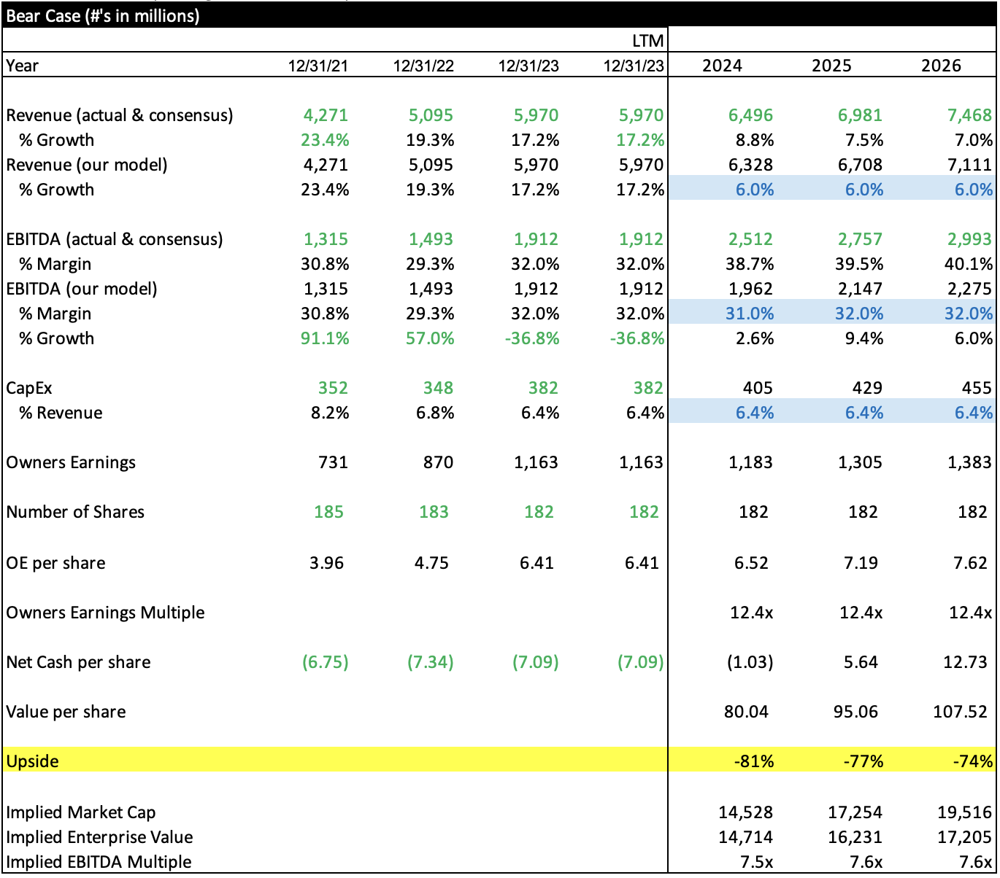 Bear Case (#'s in millions)
LTM
Year 12/31/21 12/31/22 12/31/23 12/31/23 2024 2025 2026
Revenue (actual & consensus) 4,271 5,095 5,970 5,970 6,496 6,981 7,468
% Growth 23.4% 19.3% 17.2% 17.2% 8.8% 7.5% 7.0%
Revenue (our model) 4,271 5,095 5,970 5,970 6,328 6,708 7,111
% Growth 23.4% 19.3% 17.2% 17.2% 6.0% 6.0% 6.0%
EBITDA (actual & consensus) 1,315 1,493 1,912 1,912 2,512 2,757 2,993
% Margin 30.8% 29.3% 32.0% 32.0% 38.7% 39.5% 40.1%
EBITDA (our model) 1,315 1,493 1,912 1,912 1,962 2,147 2,275
% Margin 30.8% 29.3% 32.0% 32.0% 31.0% 32.0% 32.0%
% Growth 91.1% 57.0% -36.8% -36.8% 2.6% 9.4% 6.0%
CapEx 352 348 382 382 405 429 455
% Revenue 8.2% 6.8% 6.4% 6.4% 6.4% 6.4% 6.4%
Owners Earnings 731 870 1,163 1,163 1,183 1,305 1,383
Number of Shares 185 183 182 182 182 182 182
OE per share 3.96 4.75 6.41 6.41 6.52 7.19 7.62
Owners Earnings Multiple 12.4x 12.4x 12.4x
Net Cash per share (6.75) (7.34) (7.09) (7.09) (1.03) 5.64 12.73
Value per share 80.04 95.06 107.52
Upside -81% -77% -74%
Implied Market Cap 14,528 17,254 19,516
Implied Enterprise Value 14,714 16,231 17,205
Implied EBITDA Multiple 7.5x 7.6x 7.6x